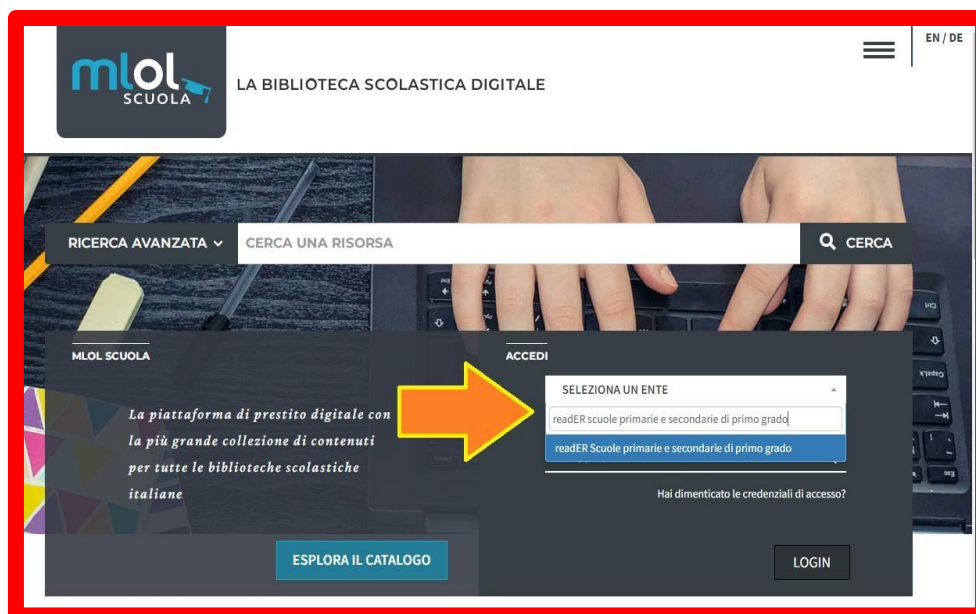 mlol
SCUOLA
LA BIBLIOTECA SCOLASTICA DIGITALE
EN / DE
RICERCA AVANZATA
CERCA UNA RISORSA
CERCA
MLOL SCUOLA
La piattaforma di prestito digitale con
la più grande collezione di contenuti
per tutte le biblioteche scolastiche
italiane
ESPLORA IL CATALOGO
ACCEDI
SELEZIONA UN ENTE
readER scuole primarie e secondarie di primo grado
readER Scuole primarie e secondarie di primo grado
Hai dimenticato le credenziali di accesso?
LOGIN
Ctrl
CapsLk
Esc